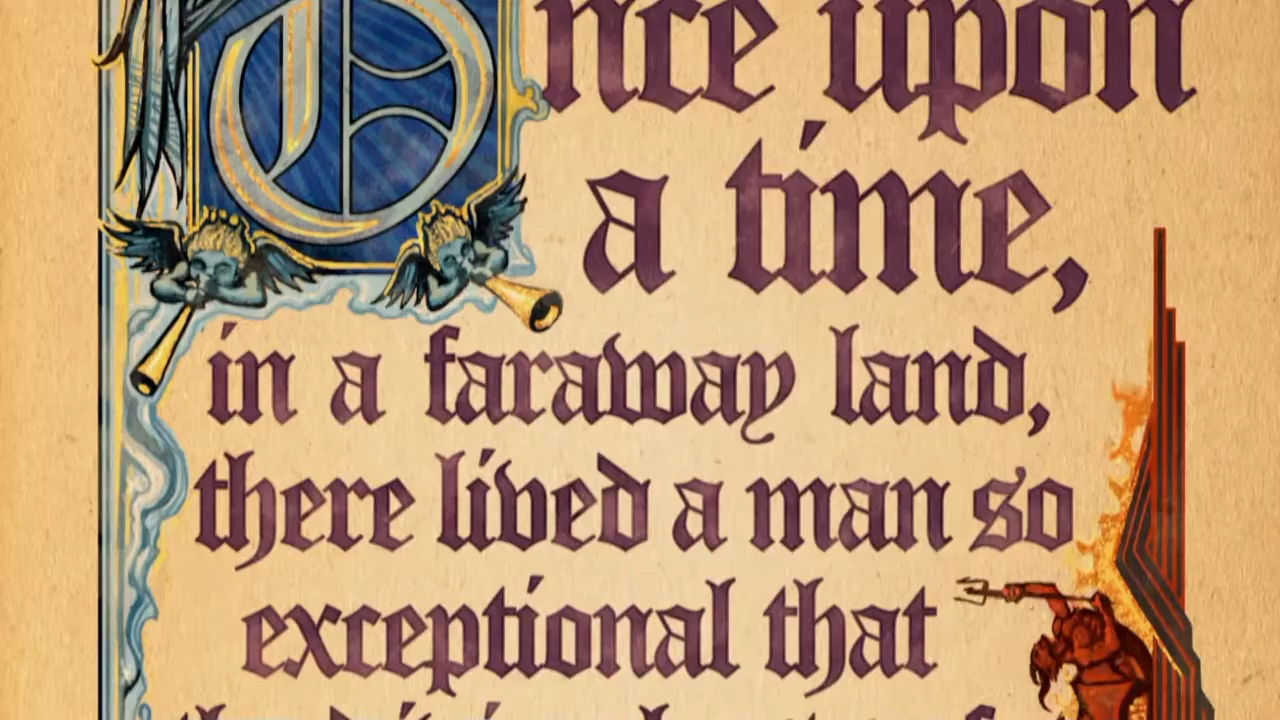 Once upon
a time,
in a faraway land,
there lived a man so
exceptional that